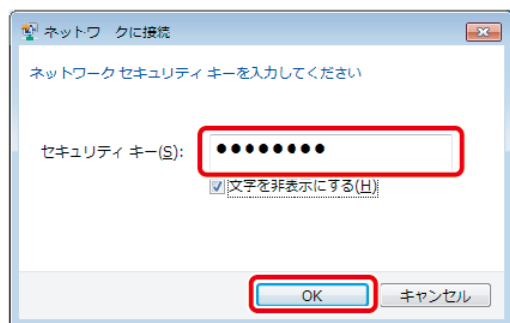 ネットワ クに接続
ネットワーク セキュリティ キーを入力してください
セキュリティ キー(S): ●●●●●●●●
文字を非表示にする(H)
OK キャンセル